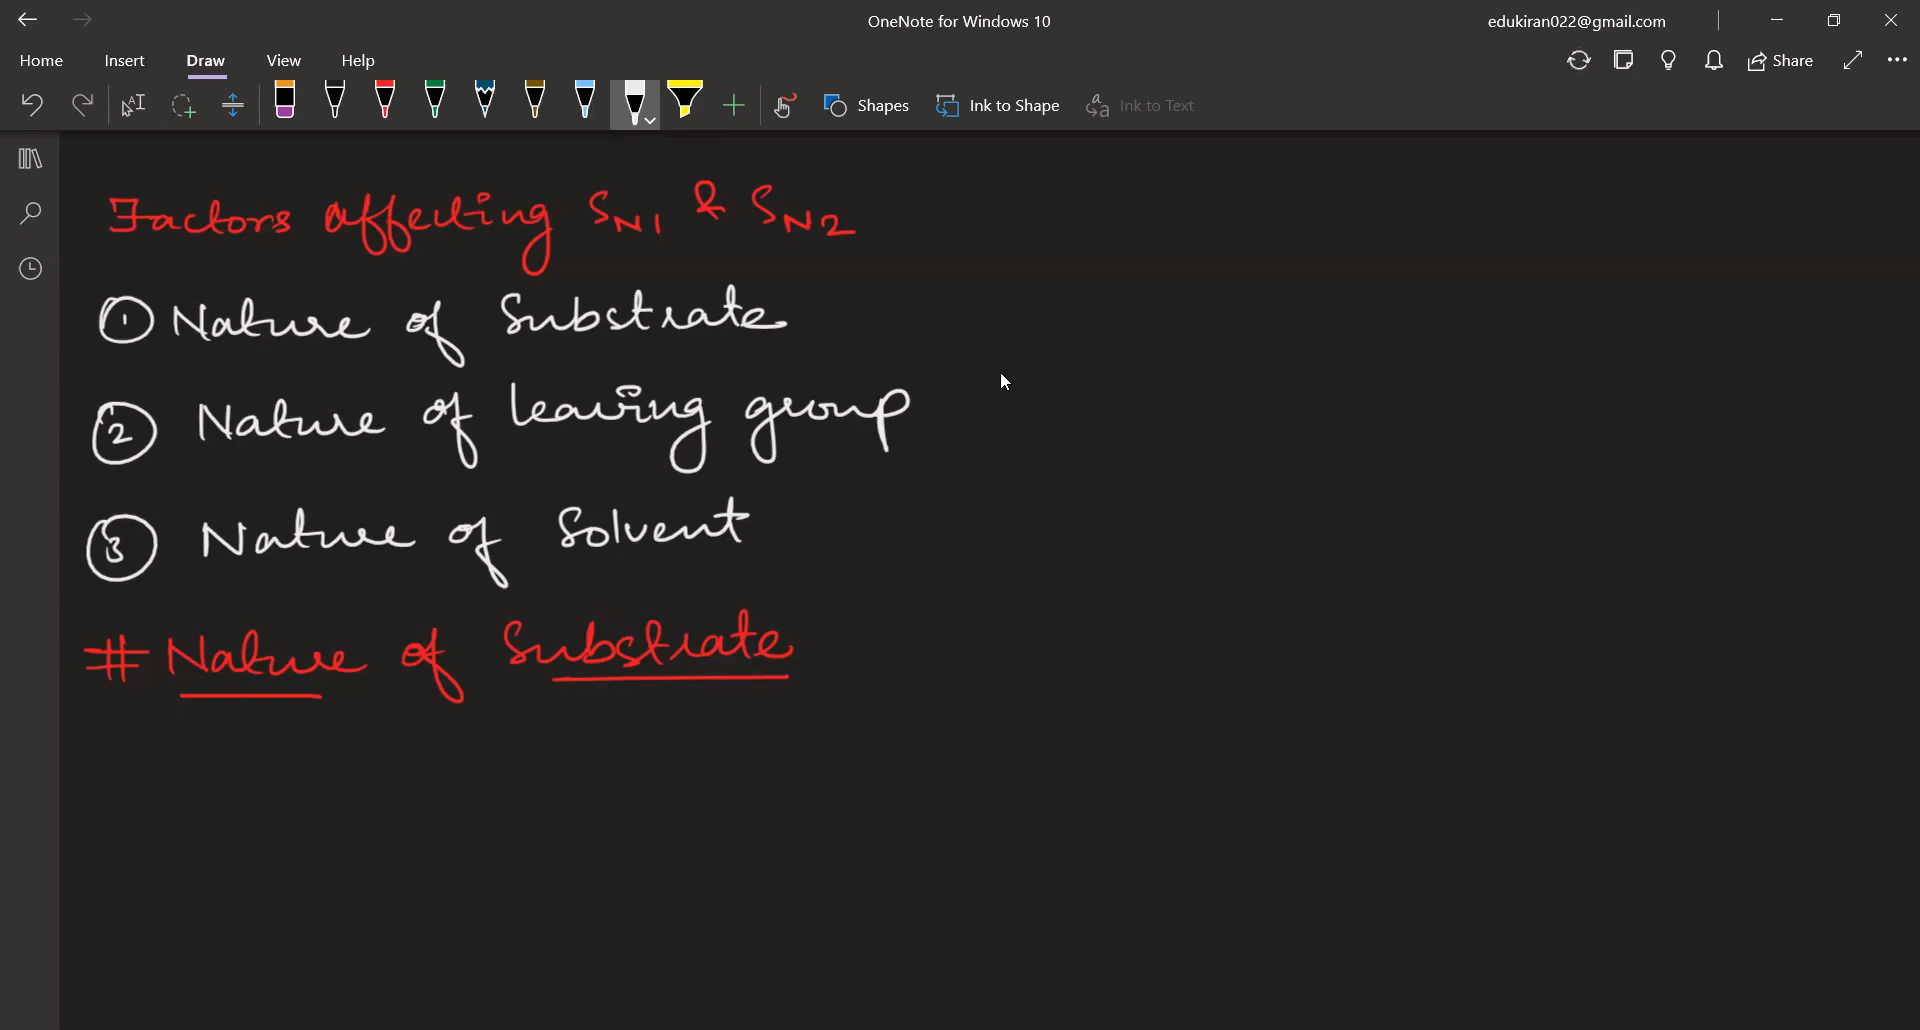 OneNote for Windows 10
edukiran022@gmail.com
Home Insert Draw View Help Share
Shapes Ink to Shape Ink to Text
Factors affecting SN1 & SN2
① Nature of Substrate
② Nature of leaving group
③ Nature of Solvent
# Nature of Substrate